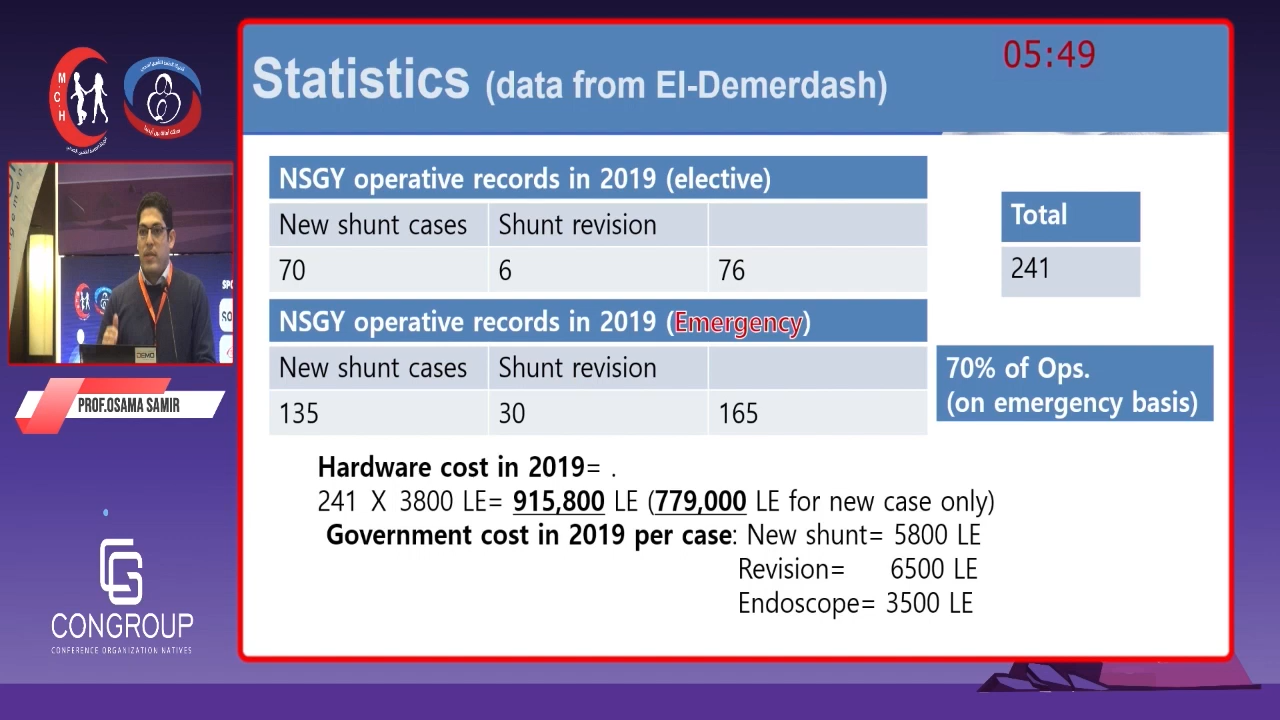 Statistics (data from El-Demerdash)
05:49
NSGY operative records in 2019 (elective)
New shunt cases Shunt revision
70 6 76
Total
241
NSGY operative records in 2019 (Emergency)
New shunt cases Shunt revision
135 30 165
70% of Ops.
(on emergency basis)
Hardware cost in 2019= .
241 X 3800 LE= 915,800 LE (779,000 LE for new case only)
Government cost in 2019 per case: New shunt= 5800 LE
Revision= 6500 LE
Endoscope= 3500 LE
M.C.H
DEMO
PROF.OSAMA SAMIR
CONGROUP
CONFERENCE ORGANIZATION NATIVES